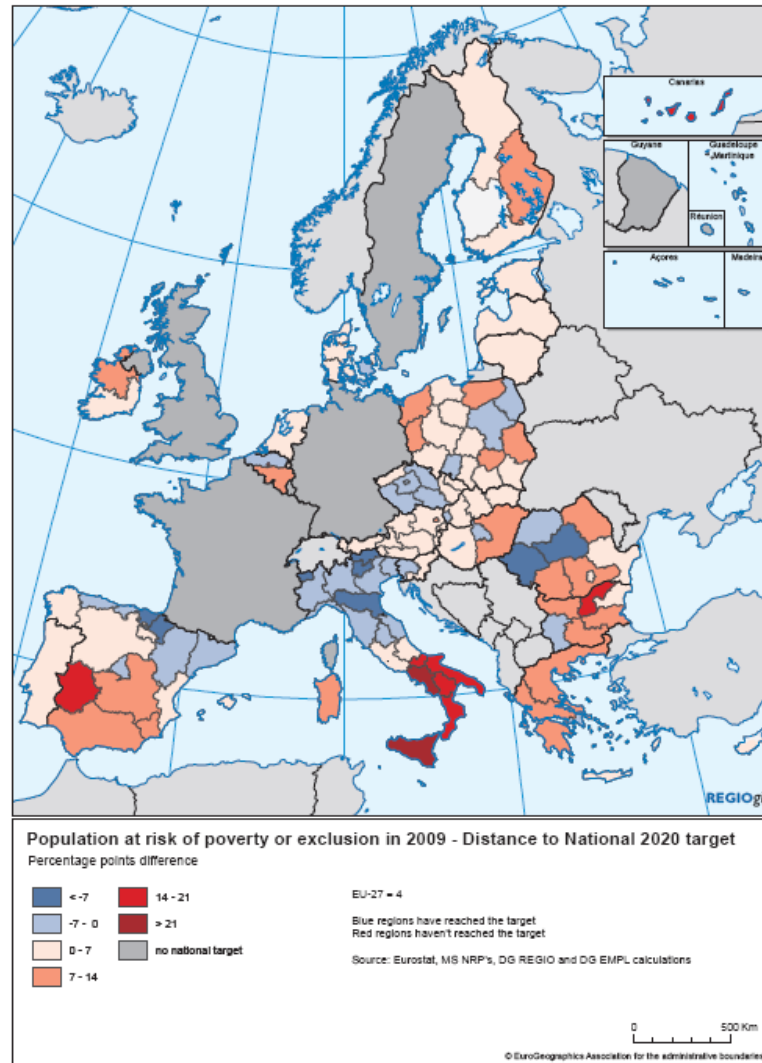 Canarias
Guyane
Guadeloupe
Martinique
Réunion
Açores
Madeira
REGIOg
Population at risk of poverty or exclusion in 2009 - Distance to National 2020 target
Percentage points difference
< -7
-7 - 0
0 - 7
7 - 14
14 - 21
> 21
no national target
EU-27 = 4
Blue regions have reached the target
Red regions haven't reached the target
Source: Eurostat, MS NRP's, DG REGIO and DG EMPL calculations
0 500 Km
© EuroGeographics Association for the administrative boundaries